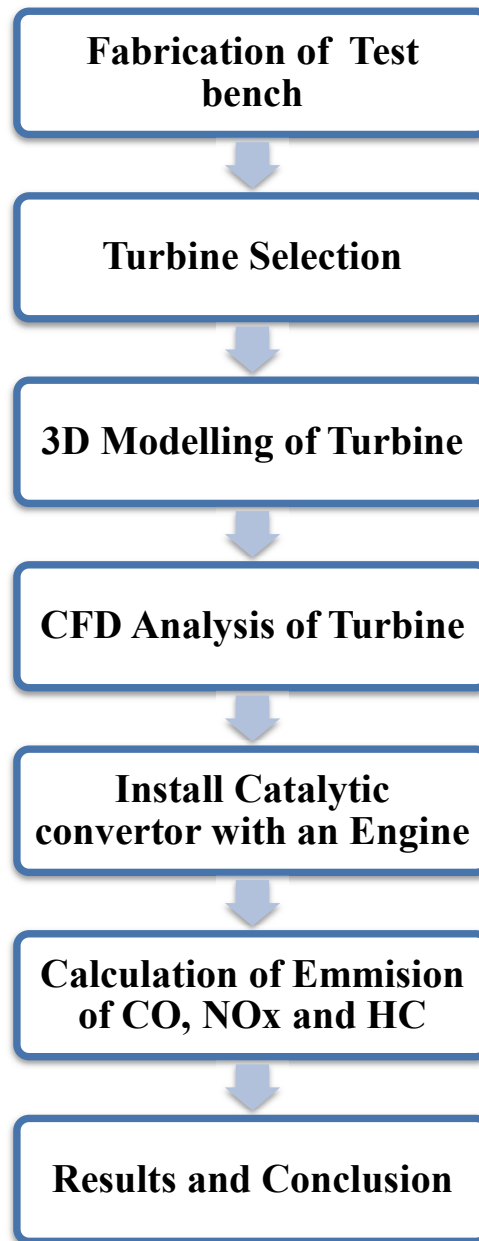 Fabrication of Test
bench
Turbine Selection
3D Modelling of Turbine
CFD Analysis of Turbine
Install Catalytic
convertor with an Engine
Calculation of Emmision
of CO, NOx and HC
Results and Conclusion